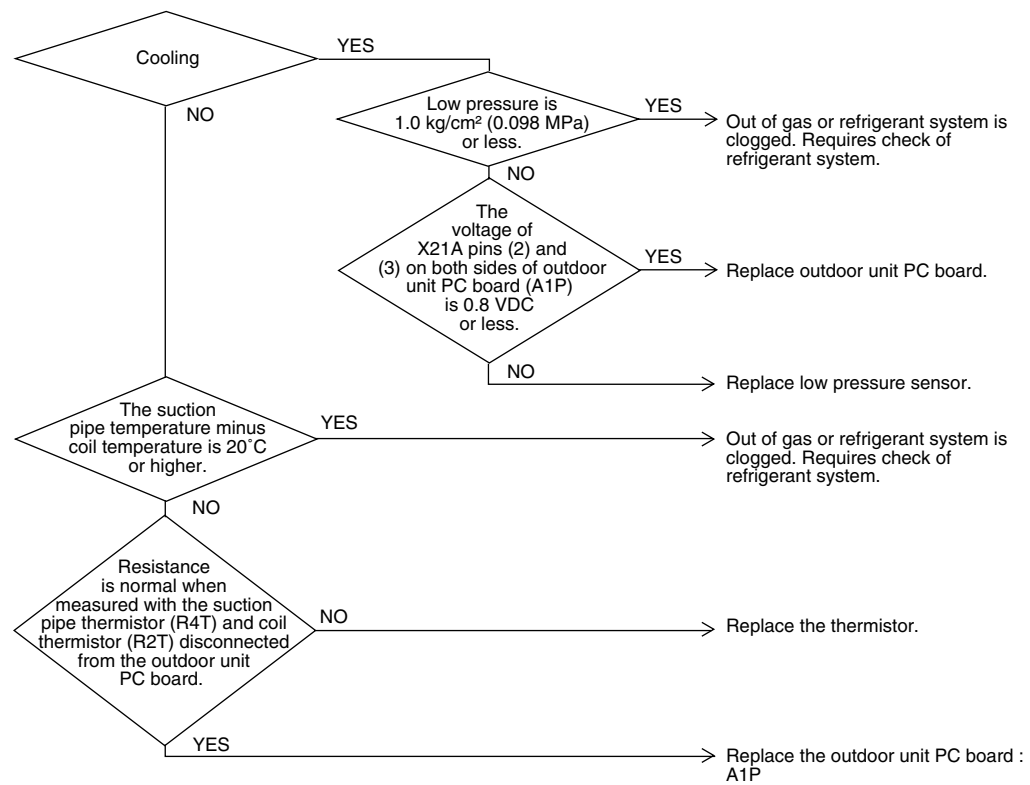 Cooling
YES
NO
Low pressure is
1.0 kg/cm² (0.098 MPa)
or less.
YES
Out of gas or refrigerant system is
clogged. Requires check of
refrigerant system.
NO
The
voltage of
X21A pins (2) and
(3) on both sides of outdoor
unit PC board (A1P)
is 0.8 VDC
or less.
YES
Replace outdoor unit PC board.
NO
Replace low pressure sensor.
The suction
pipe temperature minus
coil temperature is 20˚C
or higher.
YES
Out of gas or refrigerant system is
clogged. Requires check of
refrigerant system.
NO
Resistance
is normal when
measured with the suction
pipe thermistor (R4T) and coil
thermistor (R2T) disconnected
from the outdoor unit
PC board.
NO
Replace the thermistor.
YES
Replace the outdoor unit PC board :
A1P